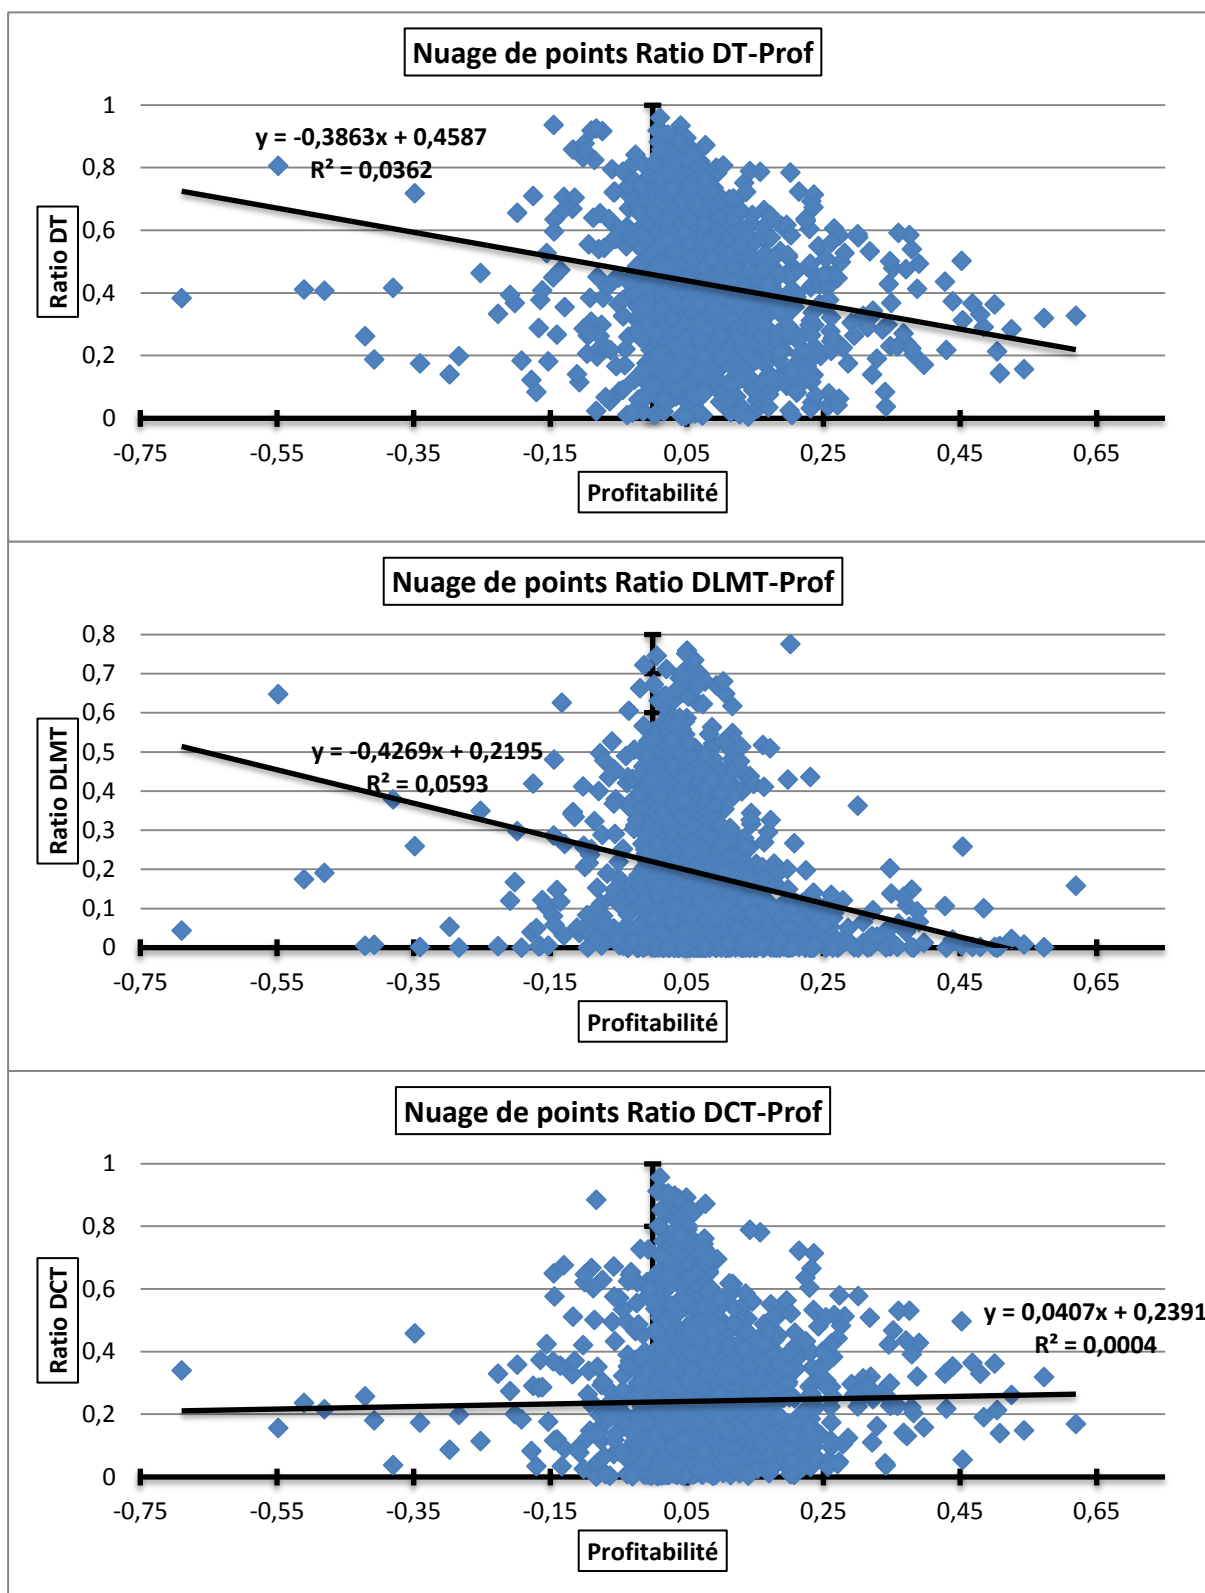 Nuage de points Ratio DT-Prof
1
y = -0,3863x + 0,4587
R² = 0,0362
0,8
0,6
Ratio DT
0,4
0,2
0
-0,75 -0,55 -0,35 -0,15 0,05 0,25 0,45 0,65
Profitabilité
Nuage de points Ratio DLMT-Prof
0,8
0,7
0,6
0,5
y = -0,4269x + 0,2195
R² = 0,0593
0,4
Ratio DLMT
0,3
0,2
0,1
0
-0,75 -0,55 -0,35 -0,15 0,05 0,25 0,45 0,65
Profitabilité
Nuage de points Ratio DCT-Prof
1
0,8
0,6
y = 0,0407x + 0,2391
R² = 0,0004
Ratio DCT
0,4
0,2
0
-0,75 -0,55 -0,35 -0,15 0,05 0,25 0,45 0,65
Profitabilité